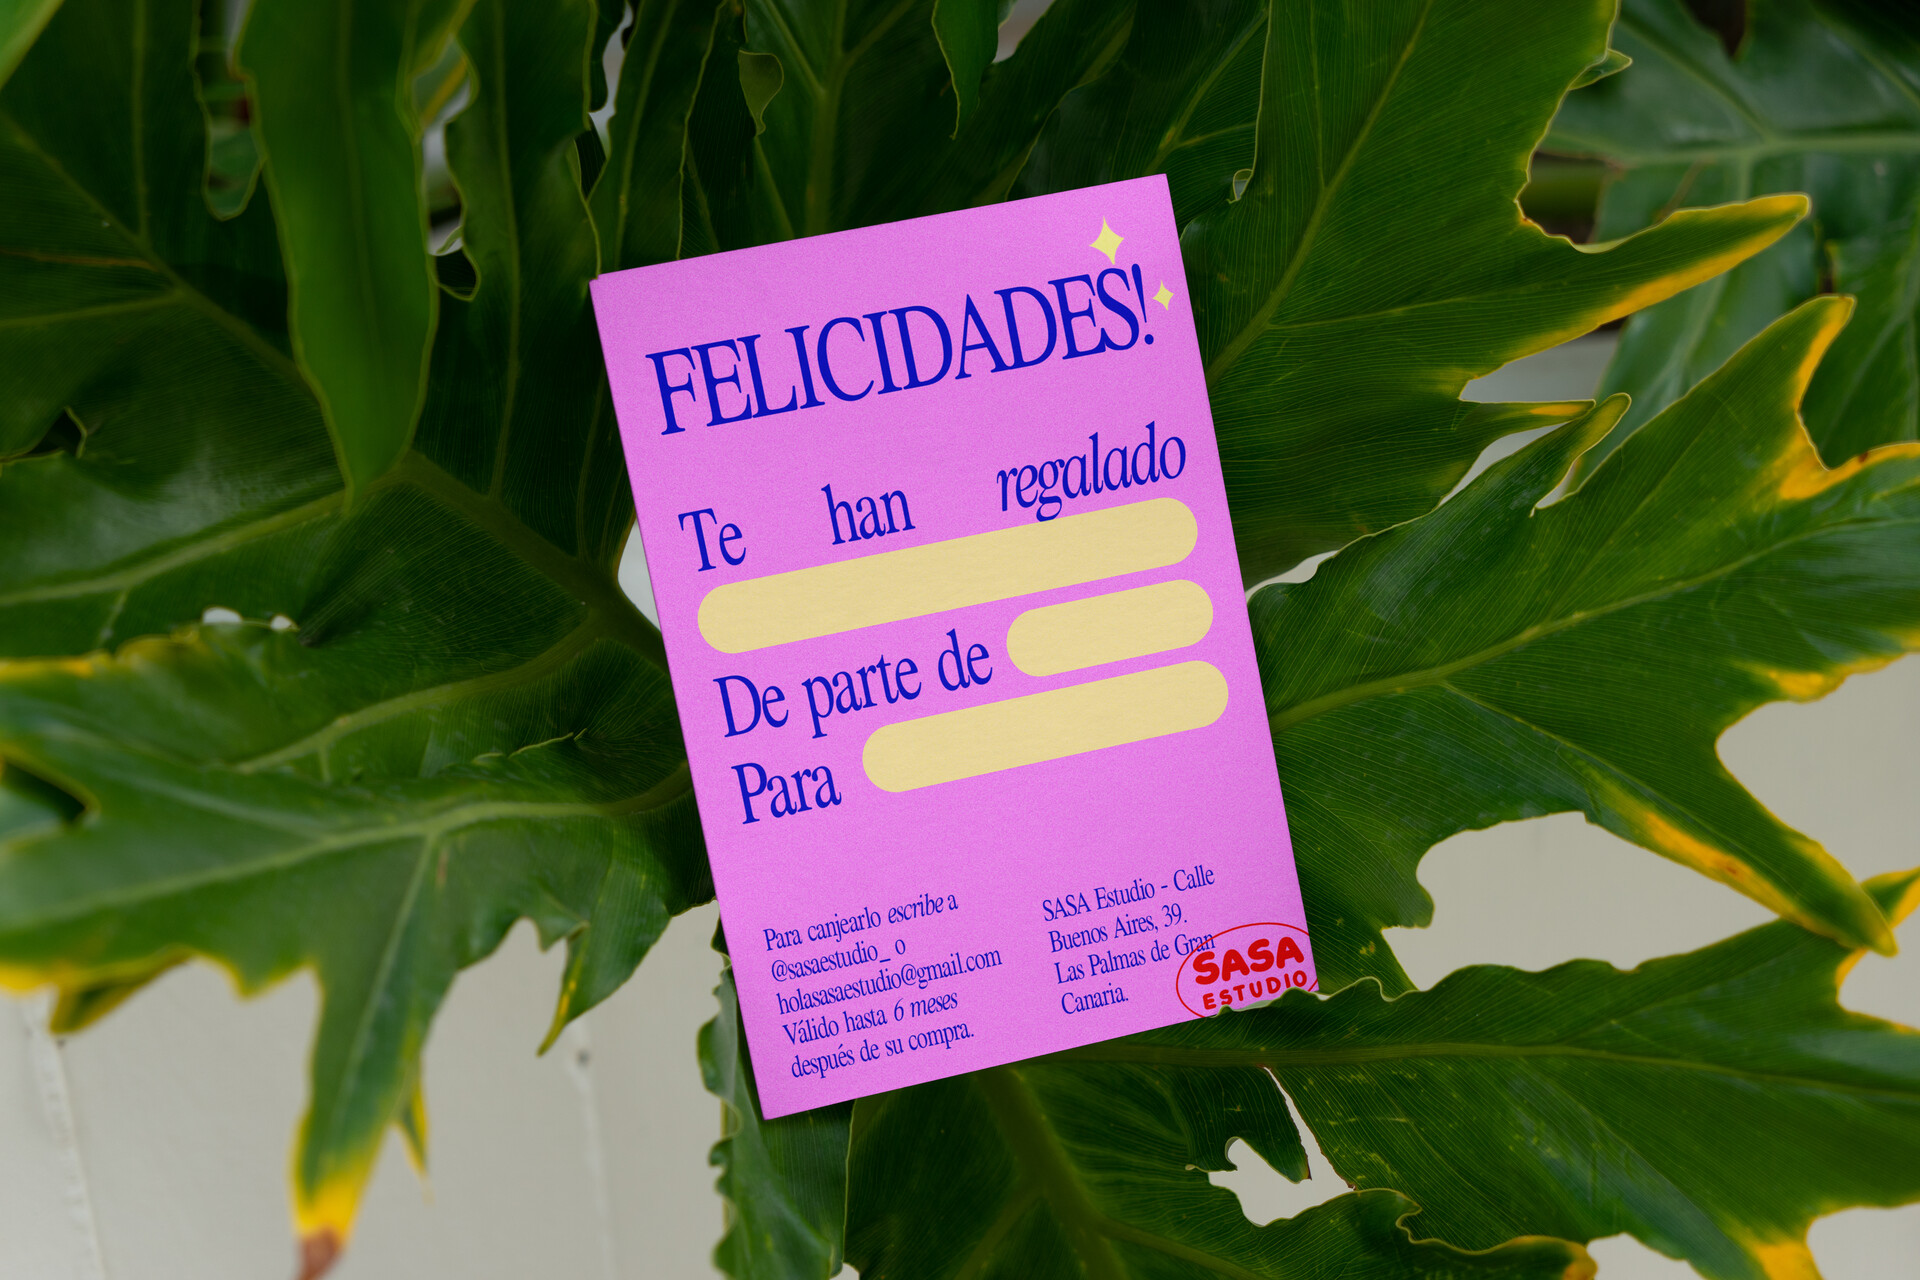 FELICIDADES!
Te han regalado
De parte de
Para
Para canjearlo escribe a
@sasaestudio_ o
holasasaestudio@gmail.com
Válido hasta 6 meses
después de su compra.
SASA Estudio - Calle
Buenos Aires, 39.
Las Palmas de Gran
Canaria.
SASA
ESTUDIO